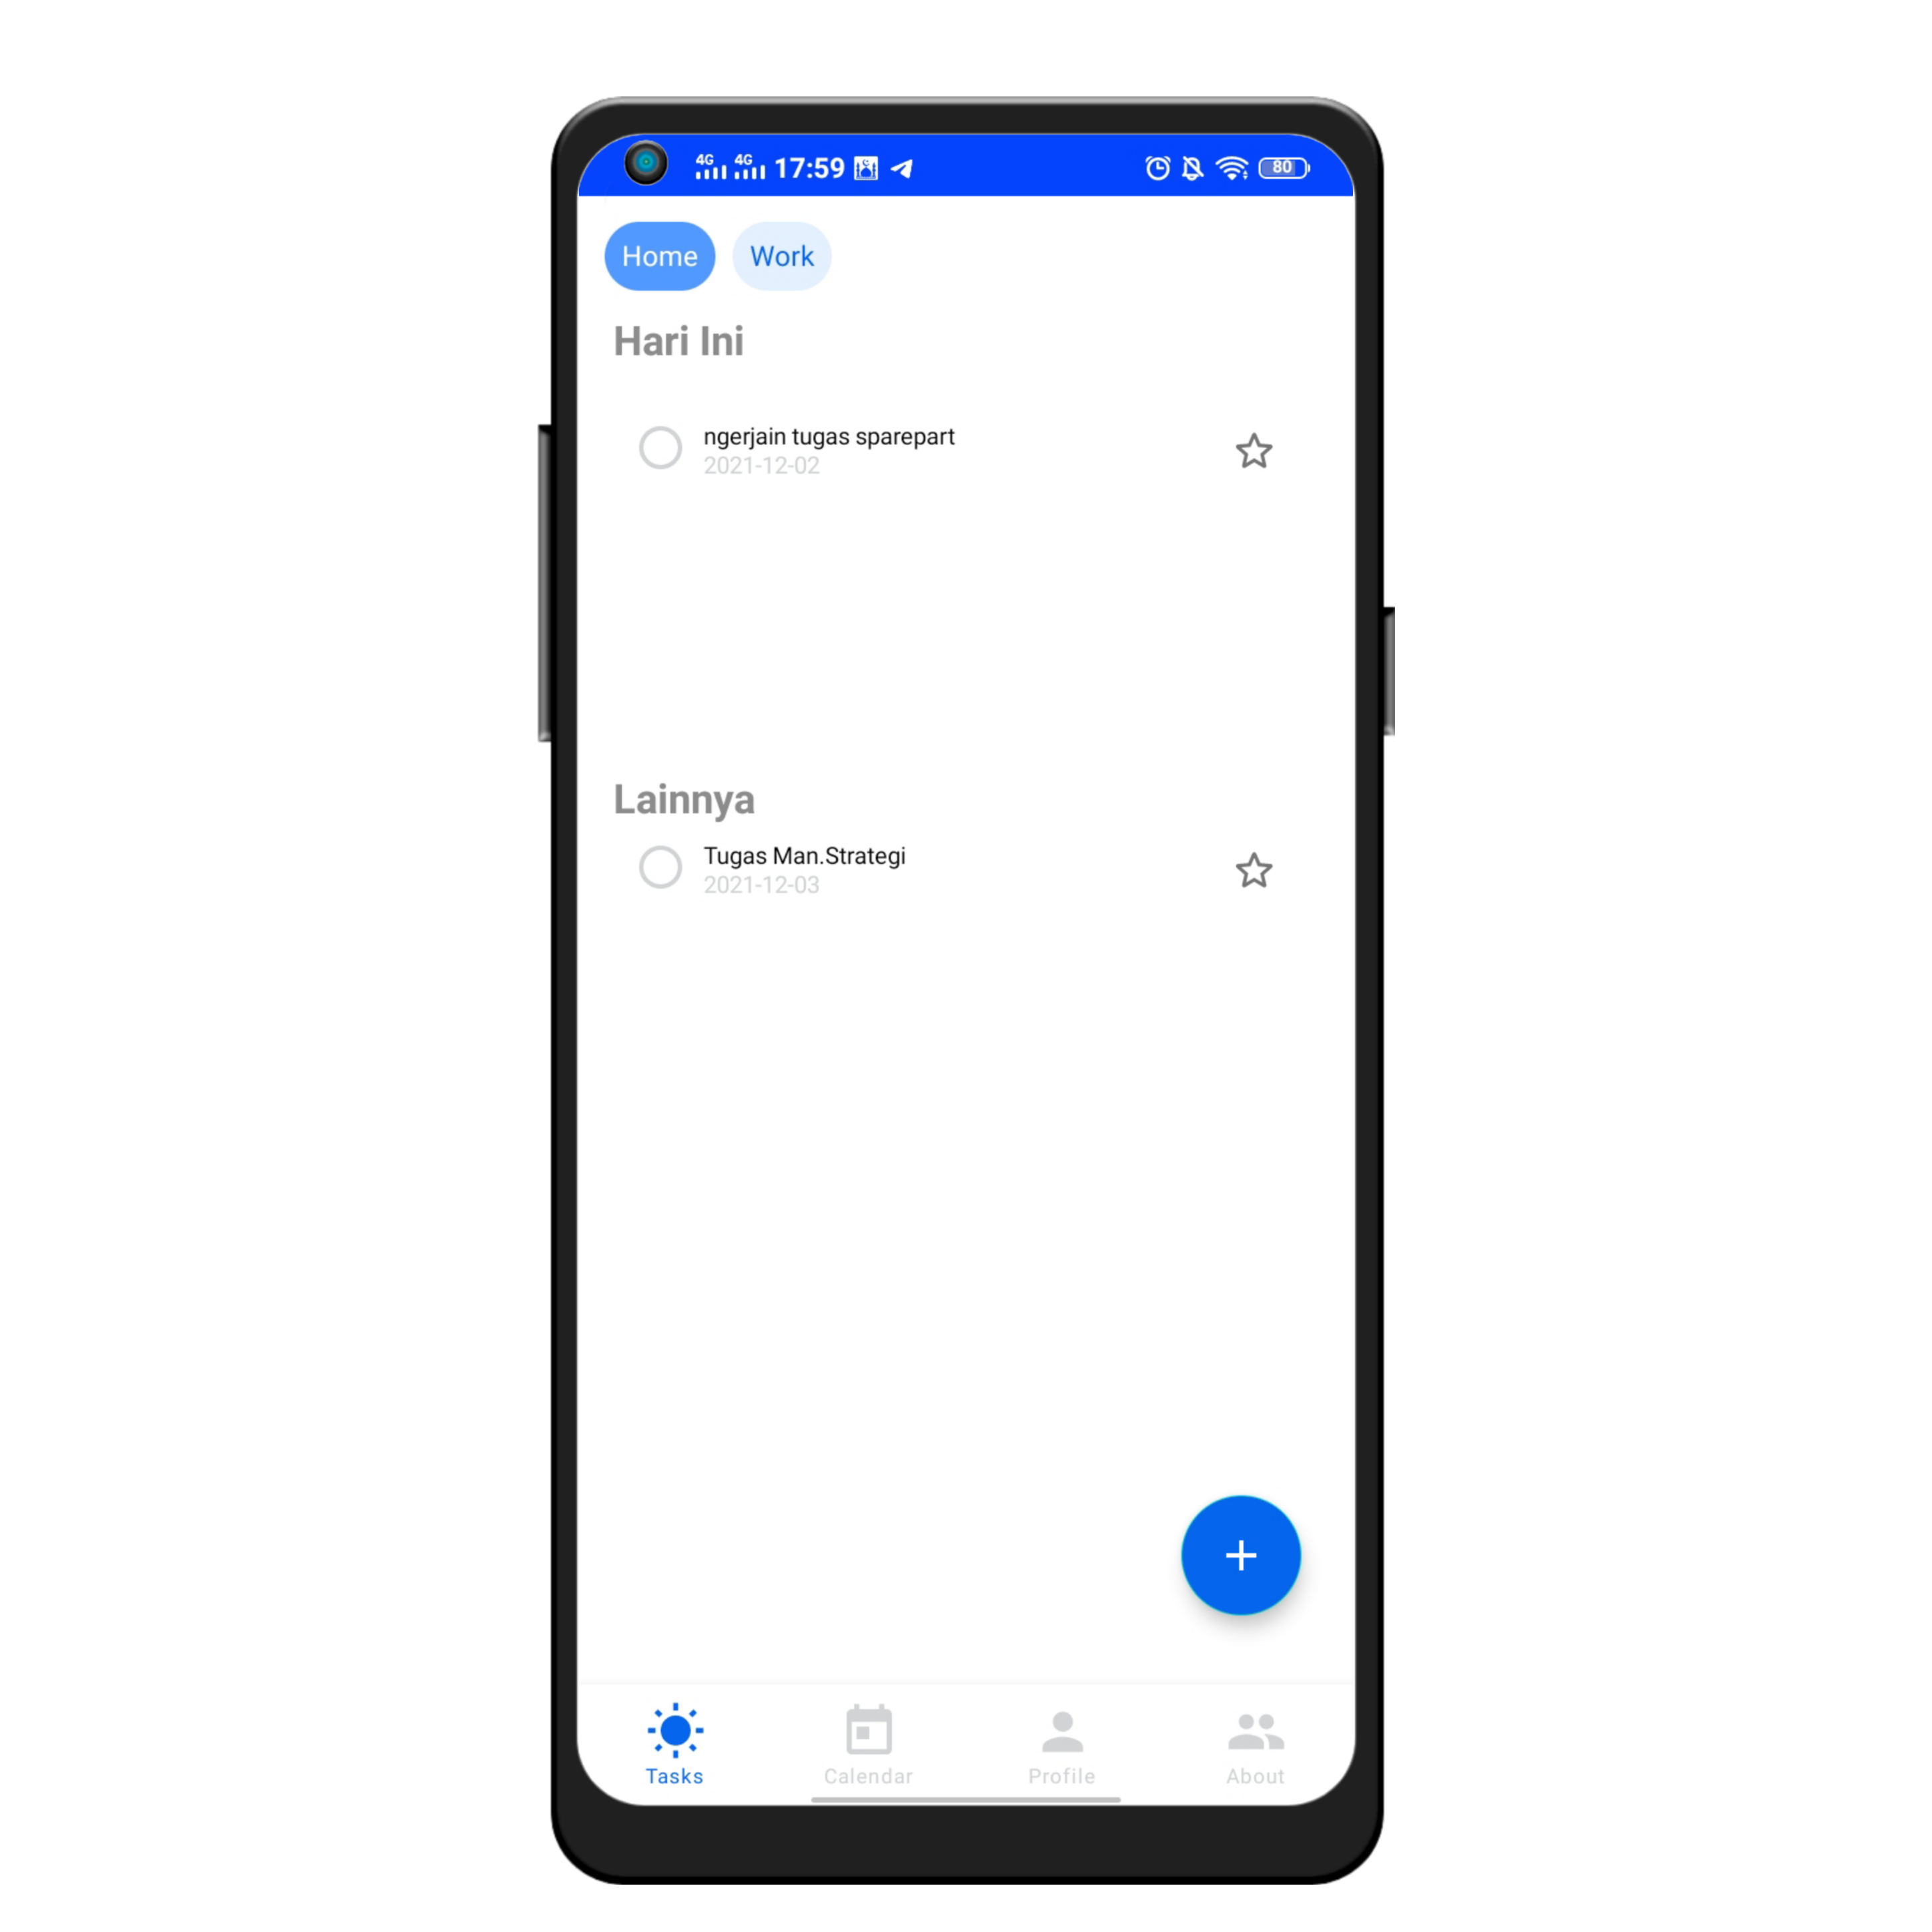 4G 4G 17:59 80
Home Work
Hari Ini
ngerjain tugas sparepart
2021-12-02
Lainnya
Tugas Man.Strategi
2021-12-03
+
Tasks Calendar Profile About